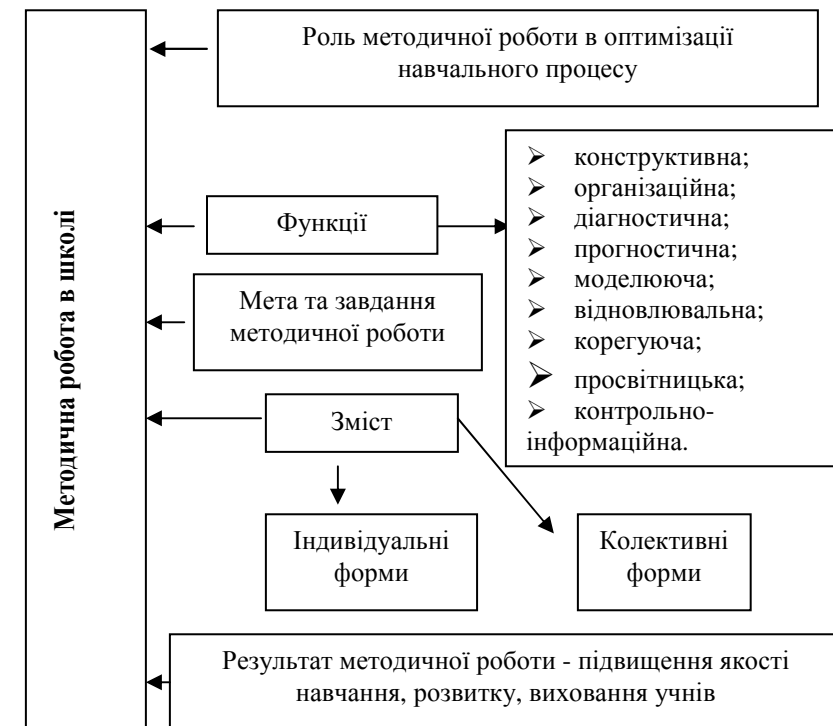 Методична робота в школі
Роль методичної роботи в оптимізації
навчального процесу
Функції
➢ конструктивна;
➢ організаційна;
➢ діагностична;
➢ прогностична;
➢ моделююча;
➢ відновлювальна;
➢ корегуюча;
➢ просвітницька;
➢ контрольно-
інформаційна.
Мета та завдання
методичної роботи
Зміст
Індивідуальні
форми
Колективні
форми
Результат методичної роботи - підвищення якості
навчання, розвитку, виховання учнів